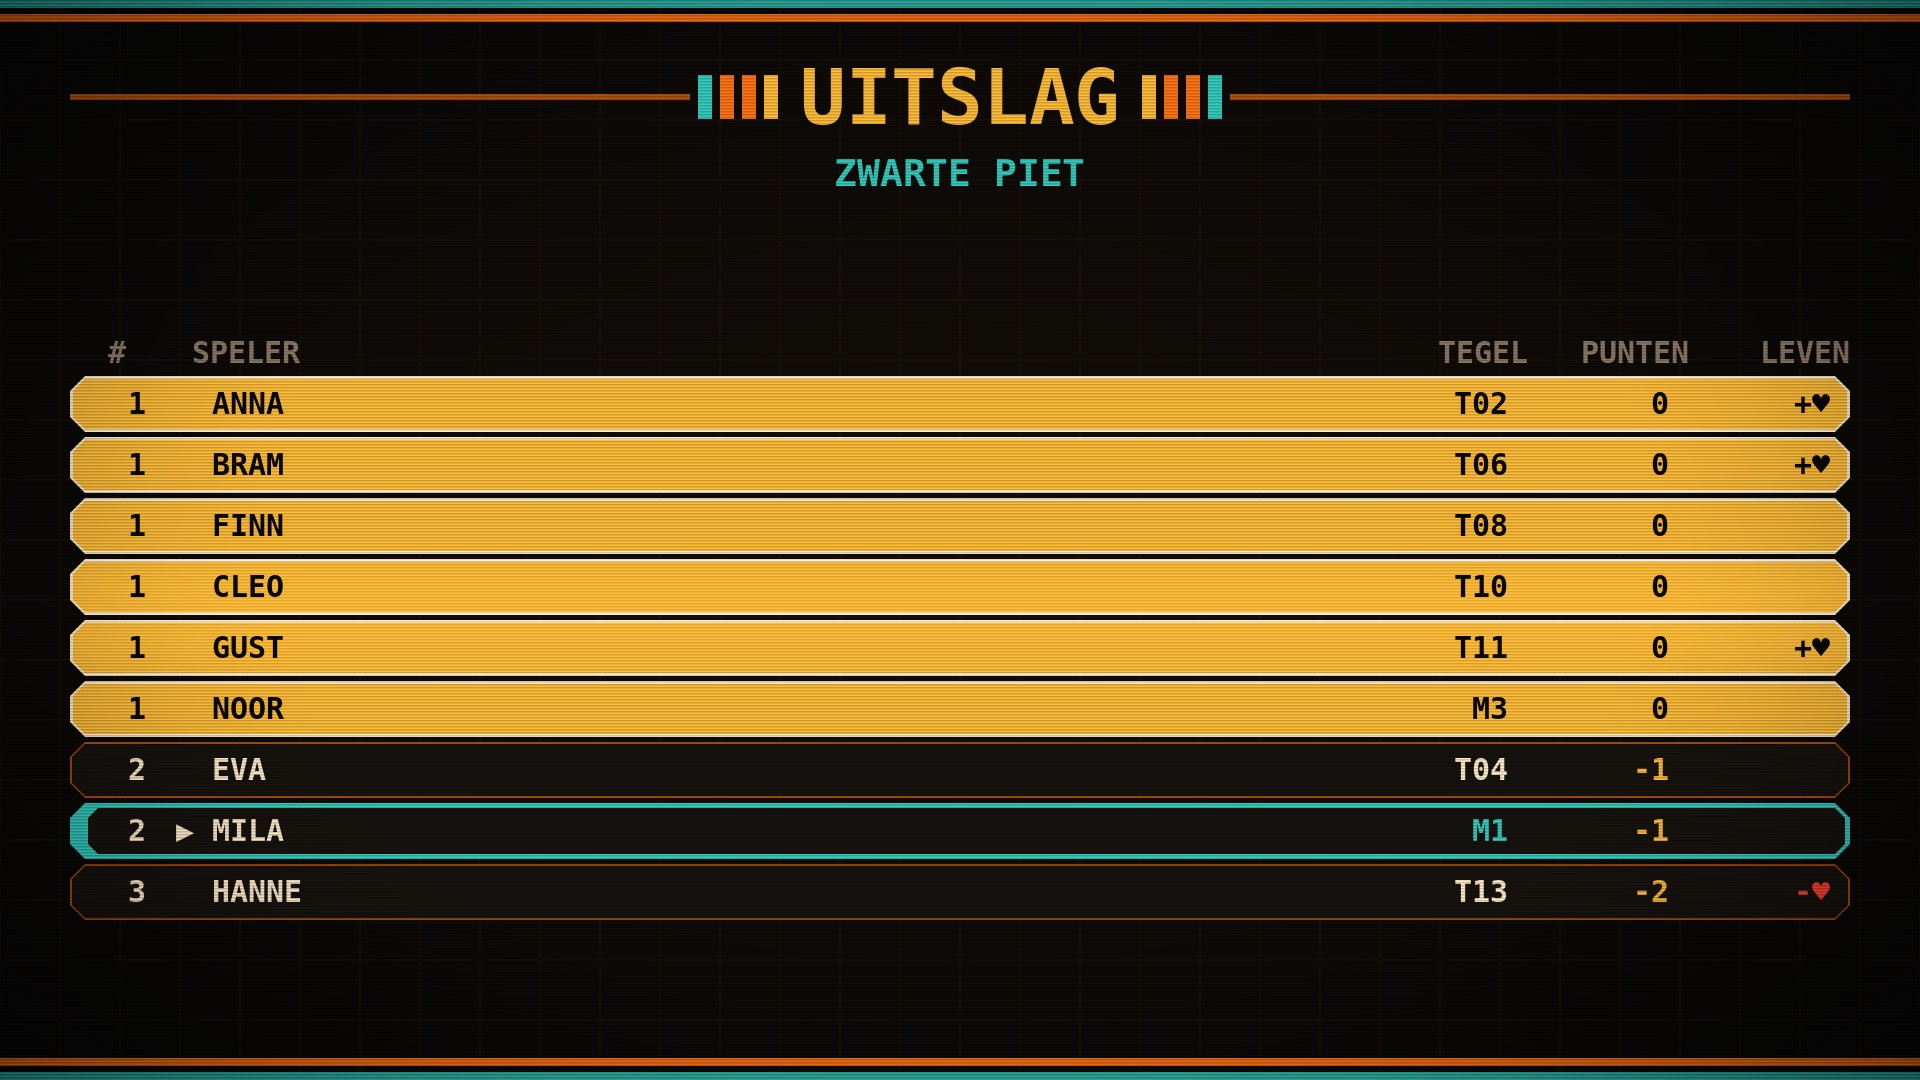 UITSLAG
ZWARTE PIET
# SPELER TEGEL PUNTEN LEVEN
1 ANNA T02 0 +♥
1 BRAM T06 0 +♥
1 FINN T08 0
1 CLEO T10 0
1 GUST T11 0 +♥
1 NOOR M3 0
2 EVA T04 -1
2 ▶ MILA M1 -1
3 HANNE T13 -2 -♥